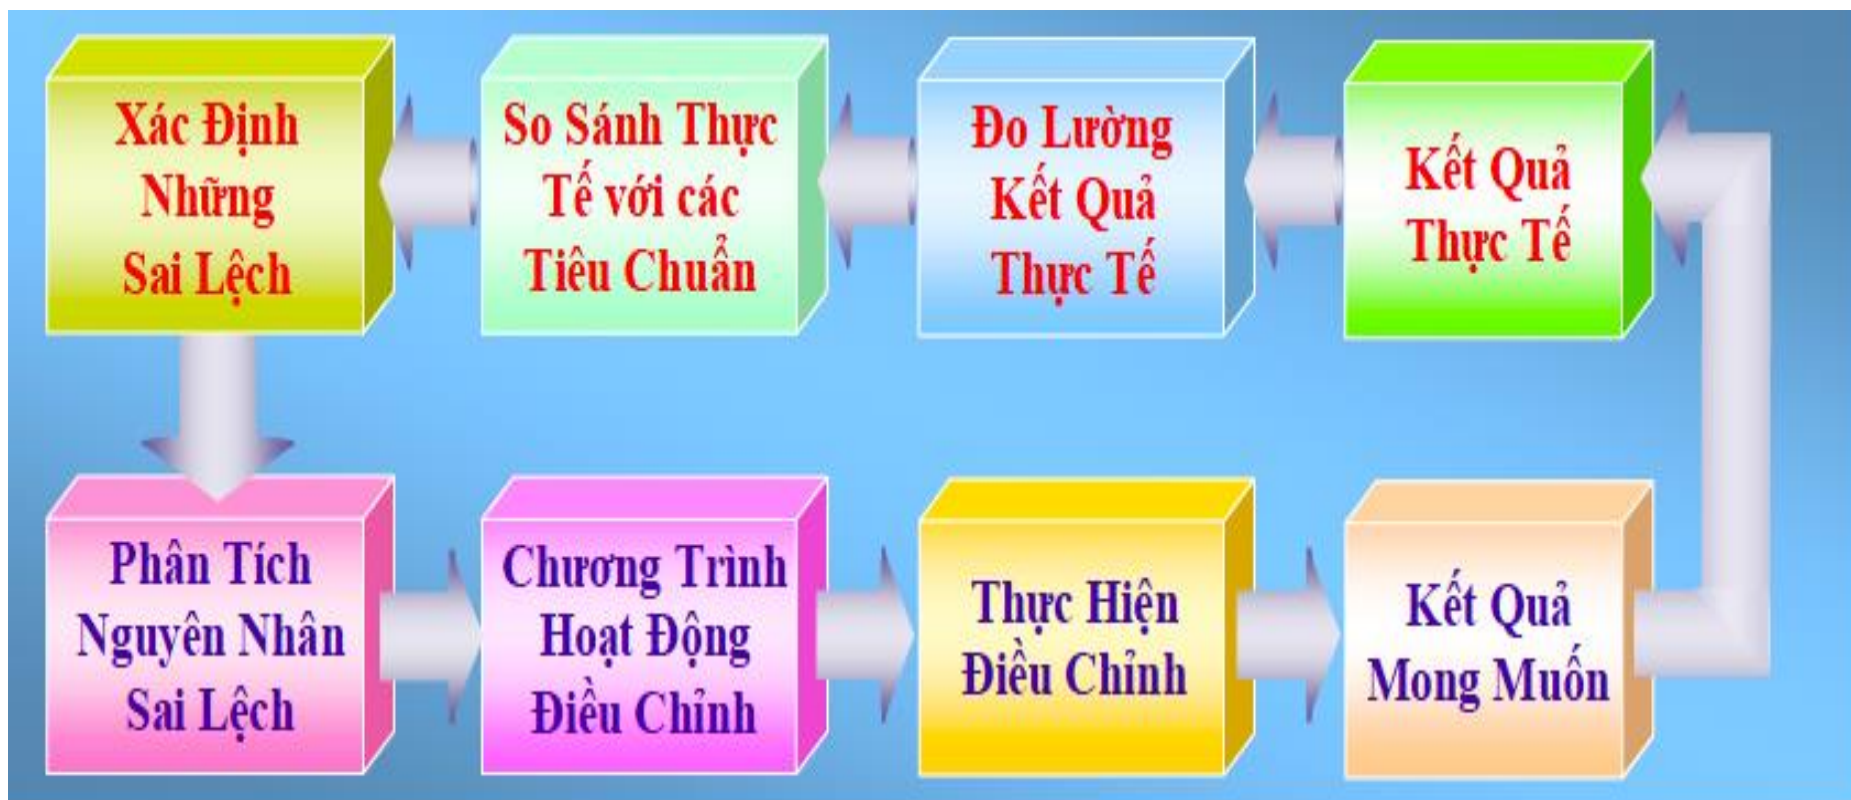 Xác Định
Những
Sai Lệch
So Sánh Thực
Tế với các
Tiêu Chuẩn
Đo Lường
Kết Quả
Thực Tế
Kết Quả
Thực Tế
Phân Tích
Nguyên Nhân
Sai Lệch
Chương Trình
Hoạt Động
Điều Chỉnh
Thực Hiện
Điều Chỉnh
Kết Quả
Mong Muốn